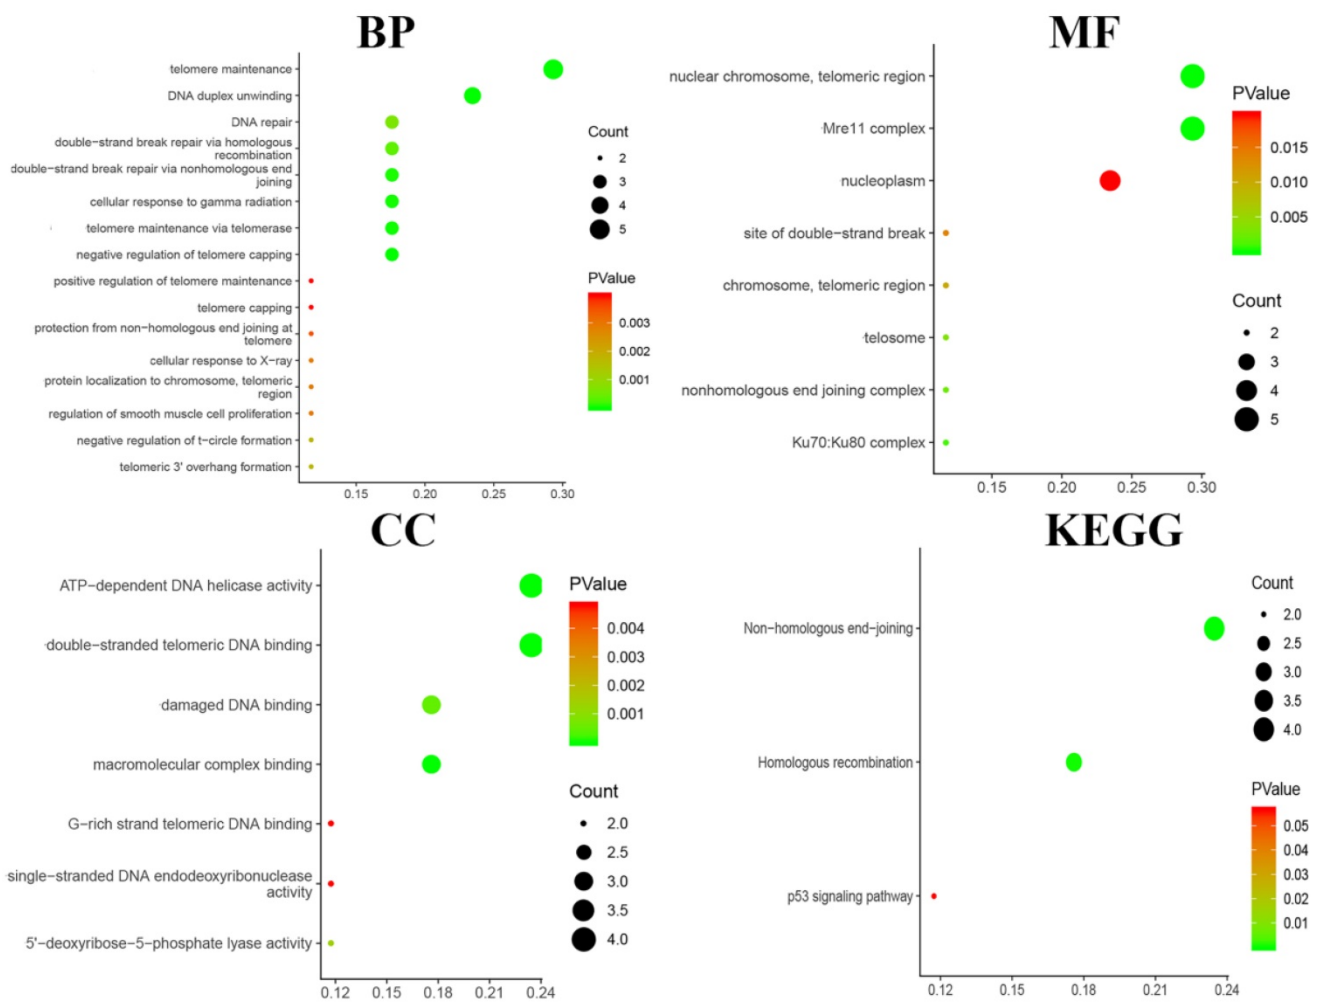 BP
telomere maintenance
DNA duplex unwinding
DNA repair
double−strand break repair via homologous
recombination
double−strand break repair via nonhomologous end
joining
cellular response to gamma radiation
telomere maintenance via telomerase
negative regulation of telomere capping
positive regulation of telomere maintenance
telomere capping
protection from non−homologous end joining at
telomere
cellular response to X−ray
protein localization to chromosome, telomeric
region
regulation of smooth muscle cell proliferation
negative regulation of t−circle formation
telomeric 3' overhang formation
0.15 0.20 0.25 0.30
Count
2
3
4
5
PValue
0.003
0.002
0.001
MF
nuclear chromosome, telomeric region
Mre11 complex
nucleoplasm
site of double−strand break
chromosome, telomeric region
telosome
nonhomologous end joining complex
Ku70:Ku80 complex
0.15 0.20 0.25 0.30
PValue
0.015
0.010
0.005
Count
2
3
4
5
CC
ATP−dependent DNA helicase activity
double−stranded telomeric DNA binding
damaged DNA binding
macromolecular complex binding
G−rich strand telomeric DNA binding
single−stranded DNA endodeoxyribonuclease
activity
5'−deoxyribose−5−phosphate lyase activity
0.12 0.15 0.18 0.21 0.24
PValue
0.004
0.003
0.002
0.001
Count
2.0
2.5
3.0
3.5
4.0
KEGG
Non−homologous end−joining
Homologous recombination
p53 signaling pathway
0.12 0.15 0.18 0.21 0.24
Count
2.0
2.5
3.0
3.5
4.0
PValue
0.05
0.04
0.03
0.02
0.01